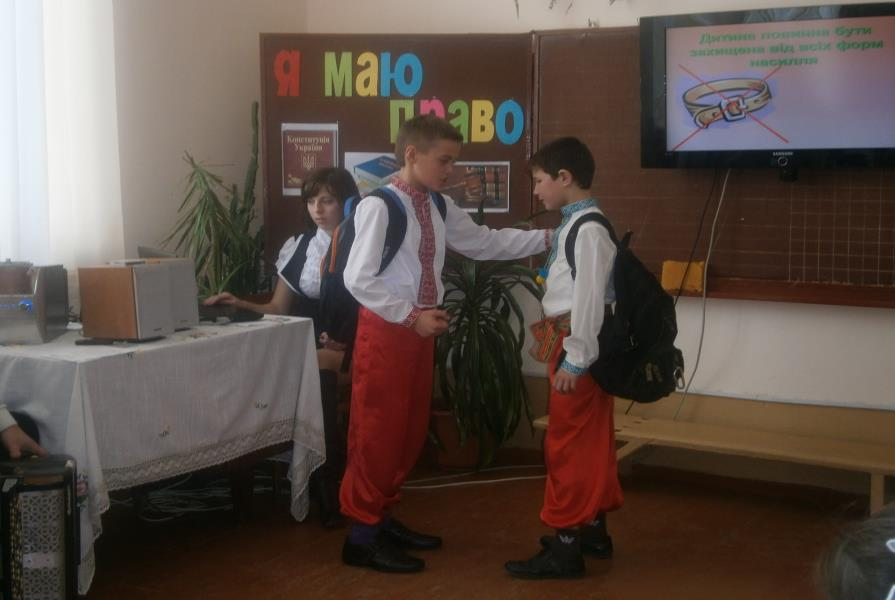 Я маю
право
Конституція
України
Дитина повинна бути
захищена від всіх форм
насилля
SAMSUNG